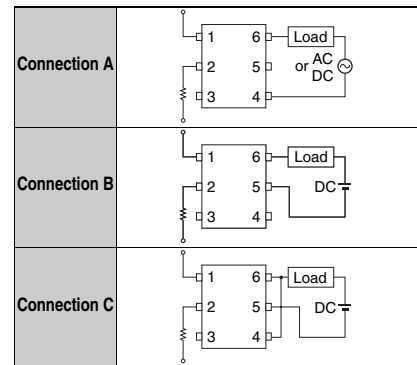 Connection A
1 6 Load
2 5 or AC DC
3 4
Connection B
1 6 Load
2 5 DC
3 4
Connection C
1 6 Load
2 5 DC
3 4